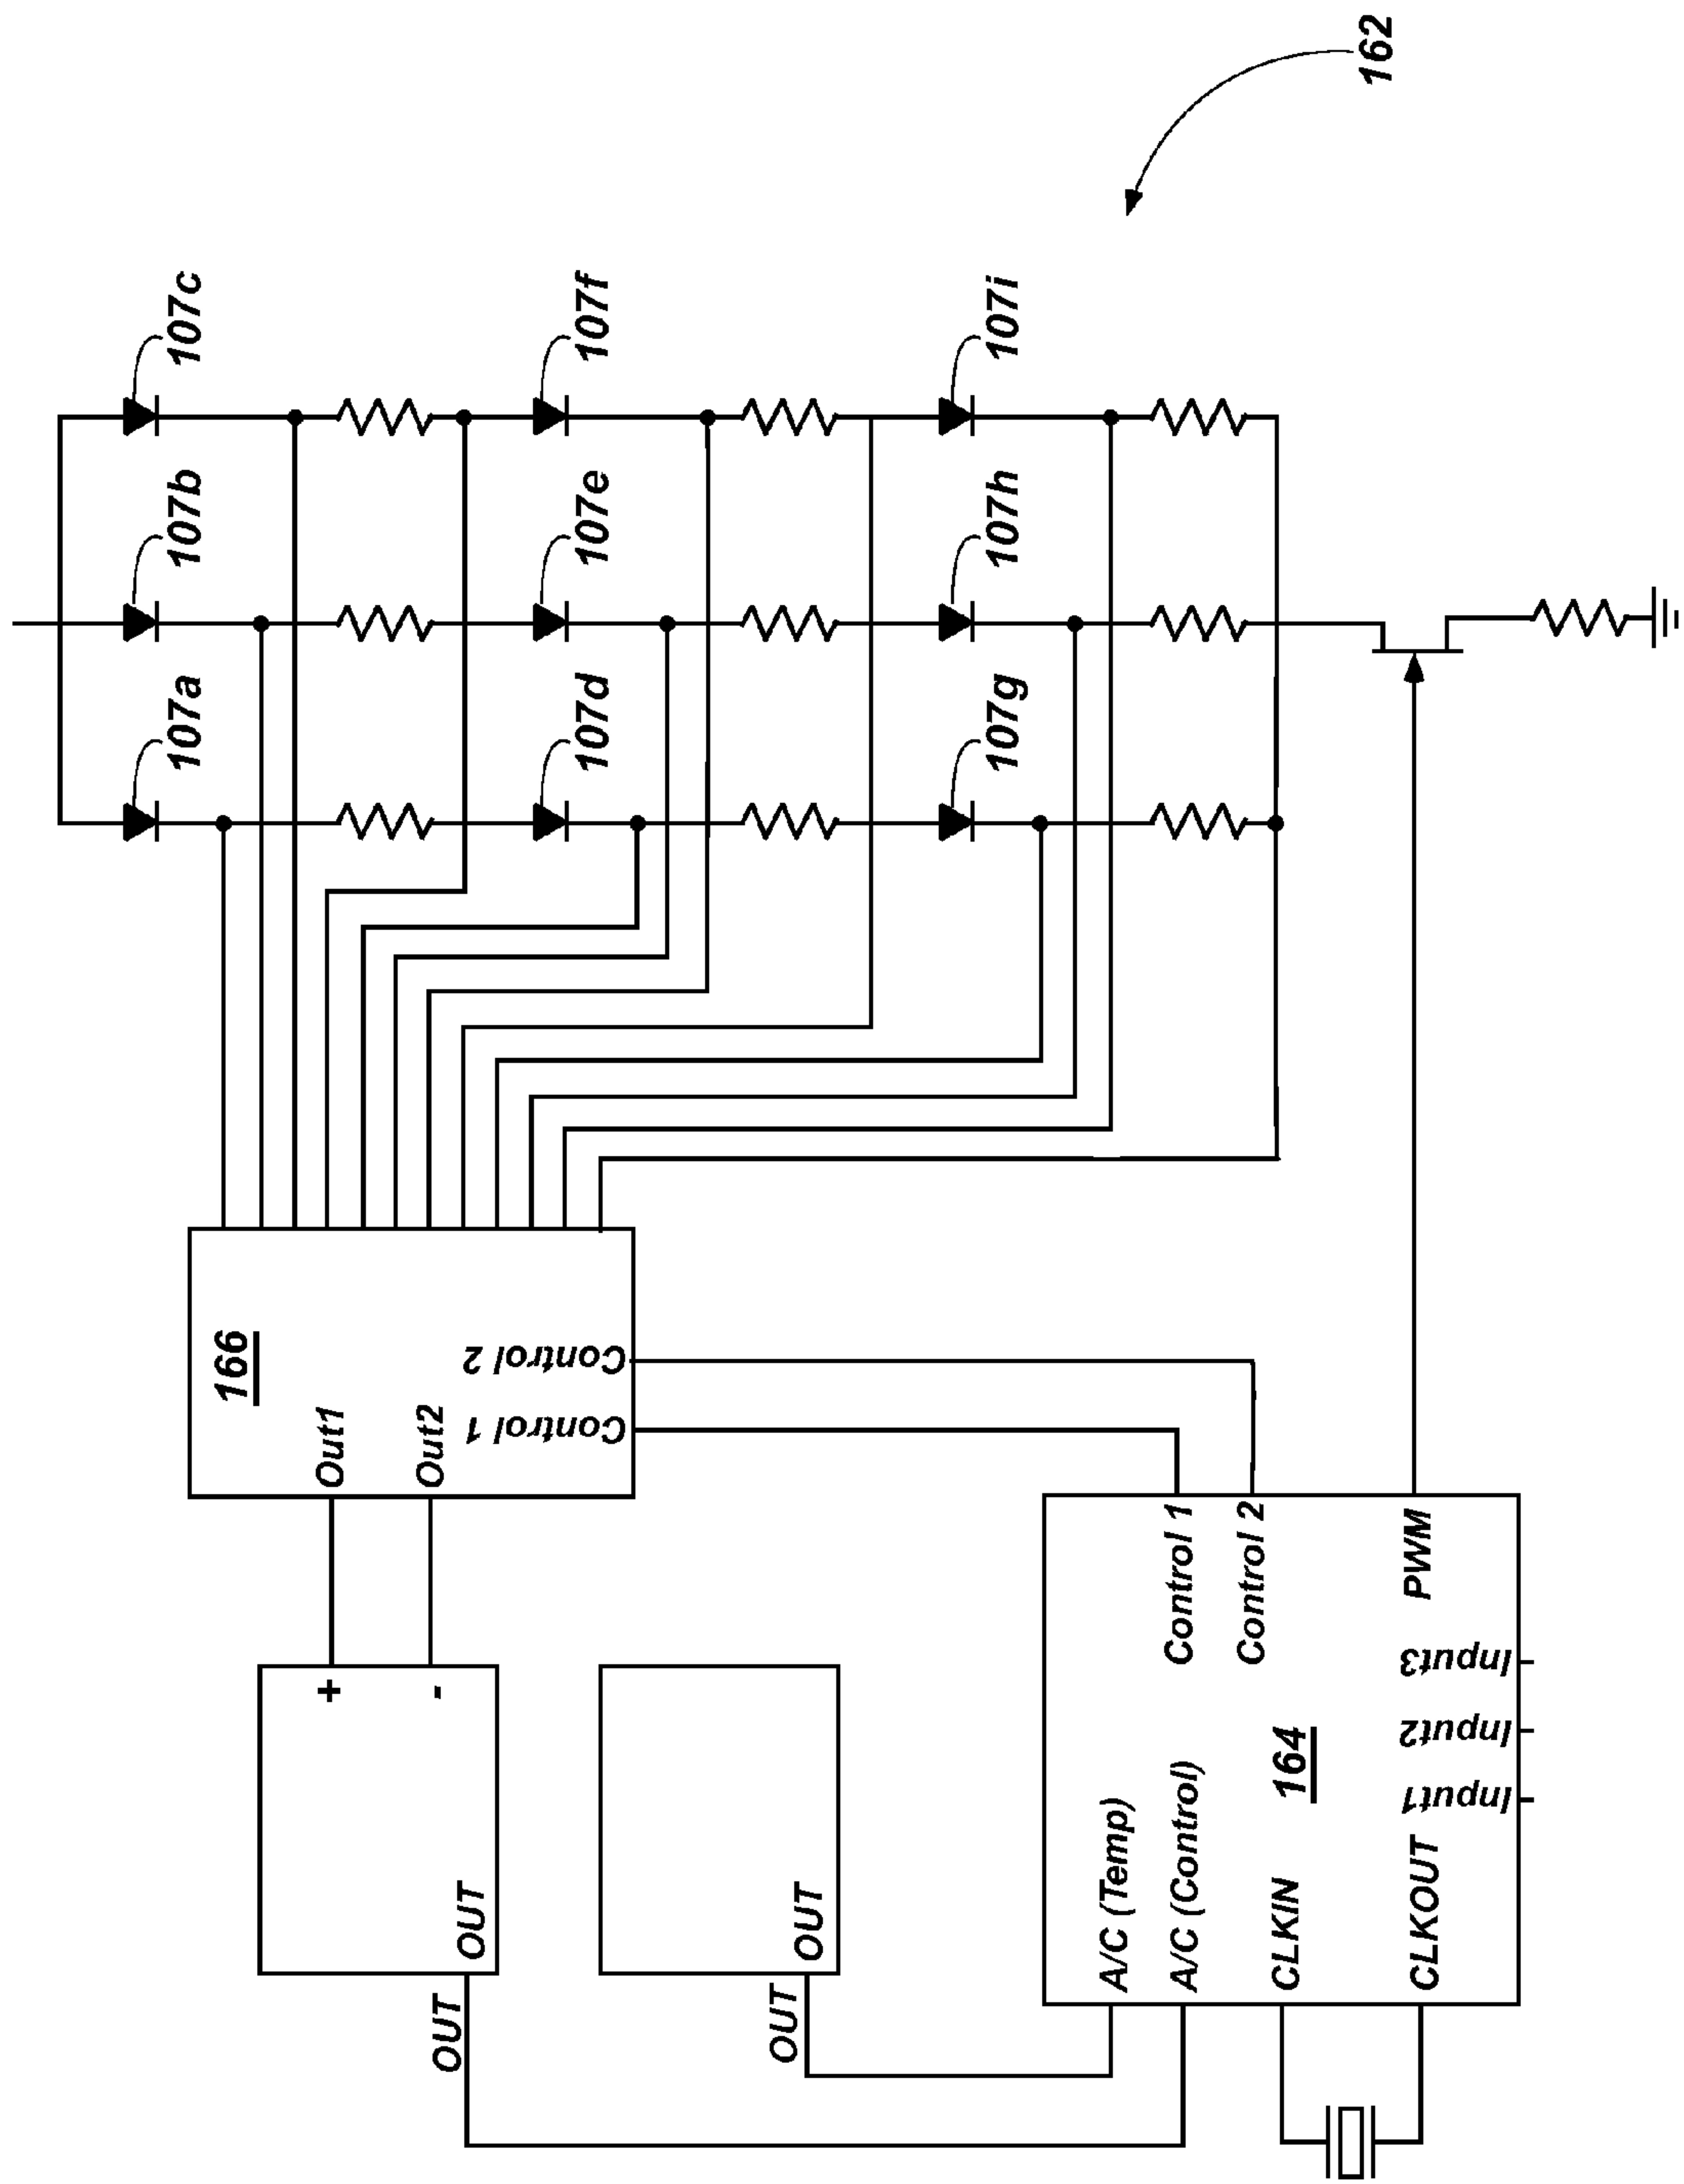 162
107c
107b
107a
107f
107e
107d
107i
107h
107g
166
Out1
Out2
Control 1
Control 2
+
-
OUT
OUT
OUT
OUT
164
A/C (Temp)
A/C (Control)
CLKIN
CLKOUT
Control 1
Control 2
PWM
Input1
Input2
Input3